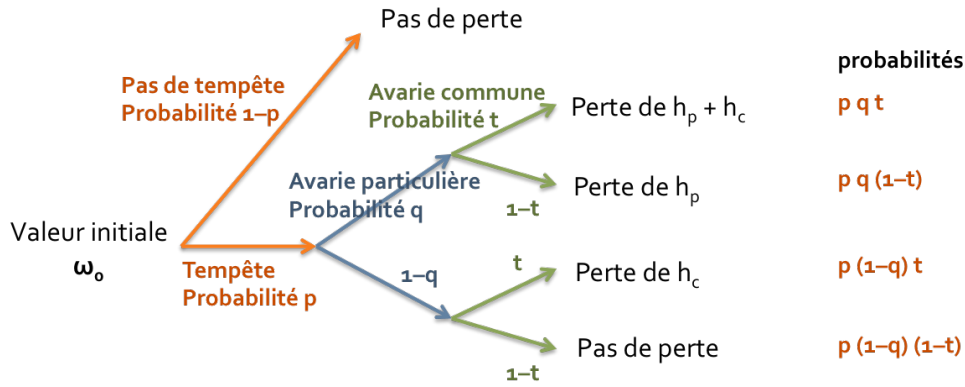 Pas de perte
probabilités
Pas de tempête
Probabilité 1–p
Avarie commune
Probabilité t
Perte de hp + hc
p q t
Avarie particulière
Probabilité q
1–t
Perte de hp
p q (1–t)
Valeur initiale
ωo
Tempête
Probabilité p
1–q
t
Perte de hc
p (1–q) t
1–t
Pas de perte
p (1–q) (1–t)